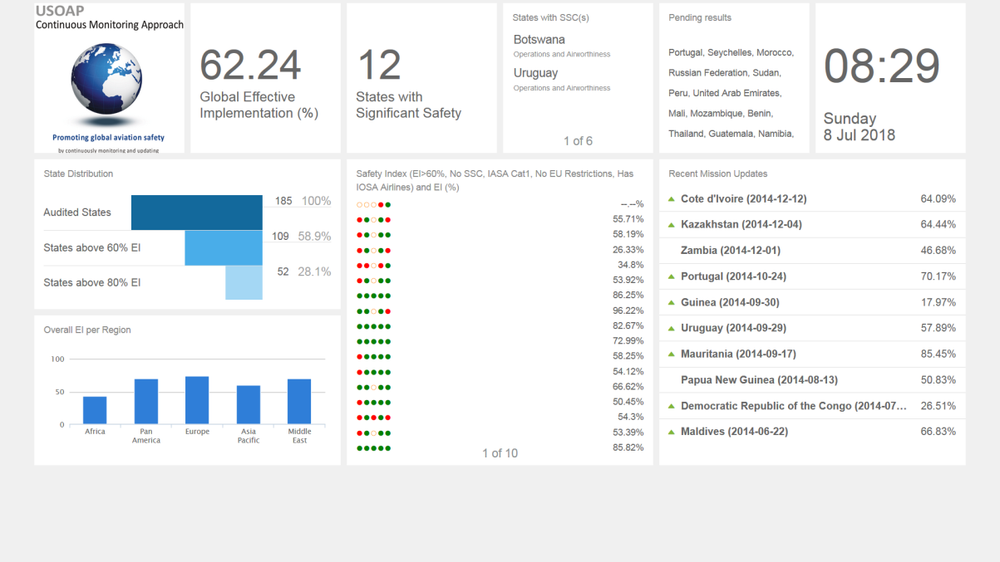 USOAP
Continuous Monitoring Approach
Promoting global aviation safety
by continuously monitoring and updating
62.24
Global Effective
Implementation (%)
12
States with
Significant Safety
States with SSC(s)
Botswana
Operations and Airworthiness
Uruguay
Operations and Airworthiness
1 of 6
Pending results
Portugal, Seychelles, Morocco,
Russian Federation, Sudan,
Peru, United Arab Emirates,
Mali, Mozambique, Benin,
Thailand, Guatemala, Namibia,
08:29
Sunday
8 Jul 2018
State Distribution
Audited States 185 100%
States above 60% EI 109 58.9%
States above 80% EI 52 28.1%
Overall EI per Region
100
50
0
Africa
Pan
America
Europe
Asia
Pacific
Middle
East
Safety Index (EI>60%, No SSC, IASA Cat1, No EU Restrictions, Has
IOSA Airlines) and EI (%)
--.--%
55.71%
58.19%
26.33%
34.8%
53.92%
86.25%
96.22%
82.67%
72.99%
58.25%
54.12%
66.62%
50.45%
54.3%
53.39%
85.82%
1 of 10
Recent Mission Updates
Cote d'Ivoire (2014-12-12) 64.09%
Kazakhstan (2014-12-04) 64.44%
Zambia (2014-12-01) 46.68%
Portugal (2014-10-24) 70.17%
Guinea (2014-09-30) 17.97%
Uruguay (2014-09-29) 57.89%
Mauritania (2014-09-17) 85.45%
Papua New Guinea (2014-08-13) 50.83%
Democratic Republic of the Congo (2014-07... 26.51%
Maldives (2014-06-22) 66.83%